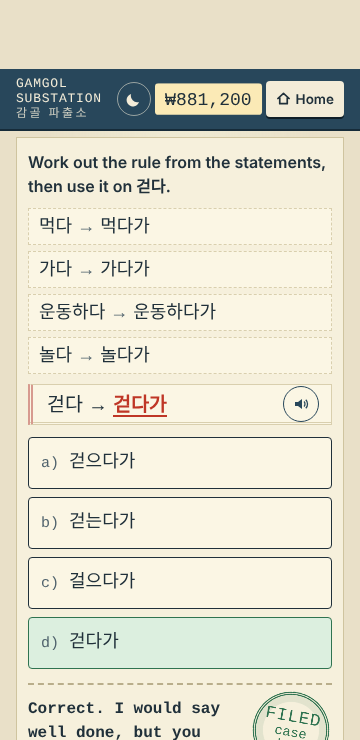 GAMGOL
SUBSTATION
감골 파출소
₩881,200
Home
Work out the rule from the statements,
then use it on 걷다.
먹다 → 먹다가
가다 → 가다가
운동하다 → 운동하다가
놀다 → 놀다가
걷다 → 걷다가
a) 걷으다가
b) 걷는다가
c) 걸으다가
d) 걷다가
Correct. I would say
well done, but you
FILED
case